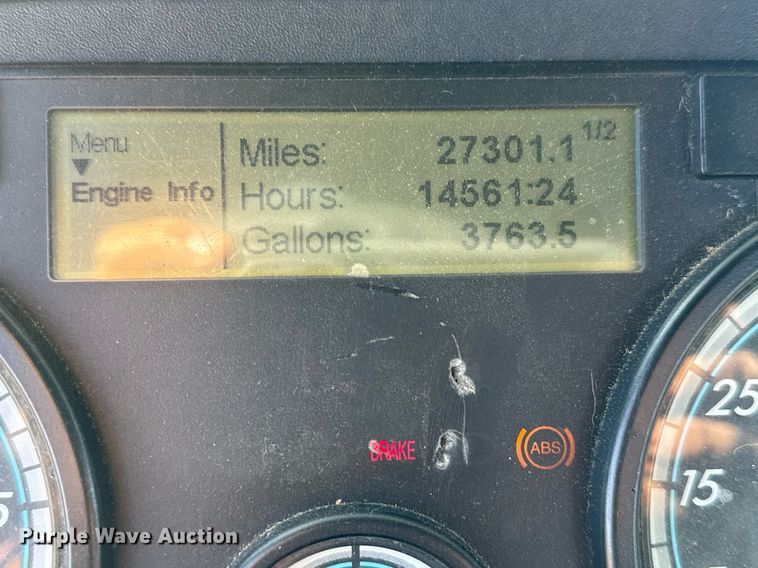 Menu
Miles: 27301.1 1/2
Engine Info
Hours: 14561:24
Gallons: 3763.5
BRAKE
ABS
25
15
5
Purple Wave Auction